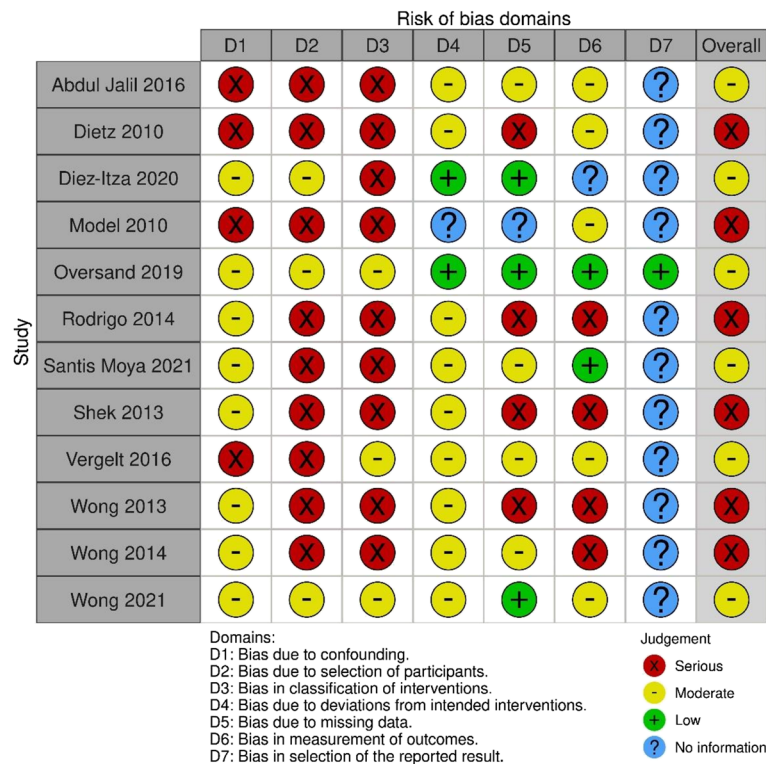 Risk of bias domains
D1 D2 D3 D4 D5 D6 D7 Overall
Study
Abdul Jalil 2016 X X X - - - ? -
Dietz 2010 X X X - X - ? X
Diez-Itza 2020 - - X + + ? ? -
Model 2010 X X X ? ? - ? X
Oversand 2019 - - - + + + + -
Rodrigo 2014 - X X - X X ? X
Santis Moya 2021 - X X - - + ? -
Shek 2013 - X X - X X ? X
Vergelt 2016 X X - - - - ? -
Wong 2013 - X X - X X ? X
Wong 2014 - X X - - X ? X
Wong 2021 - - - - + - ? -
Domains:
D1: Bias due to confounding.
D2: Bias due to selection of participants.
D3: Bias in classification of interventions.
D4: Bias due to deviations from intended interventions.
D5: Bias due to missing data.
D6: Bias in measurement of outcomes.
D7: Bias in selection of the reported result.
Judgement
X Serious
- Moderate
+ Low
? No information